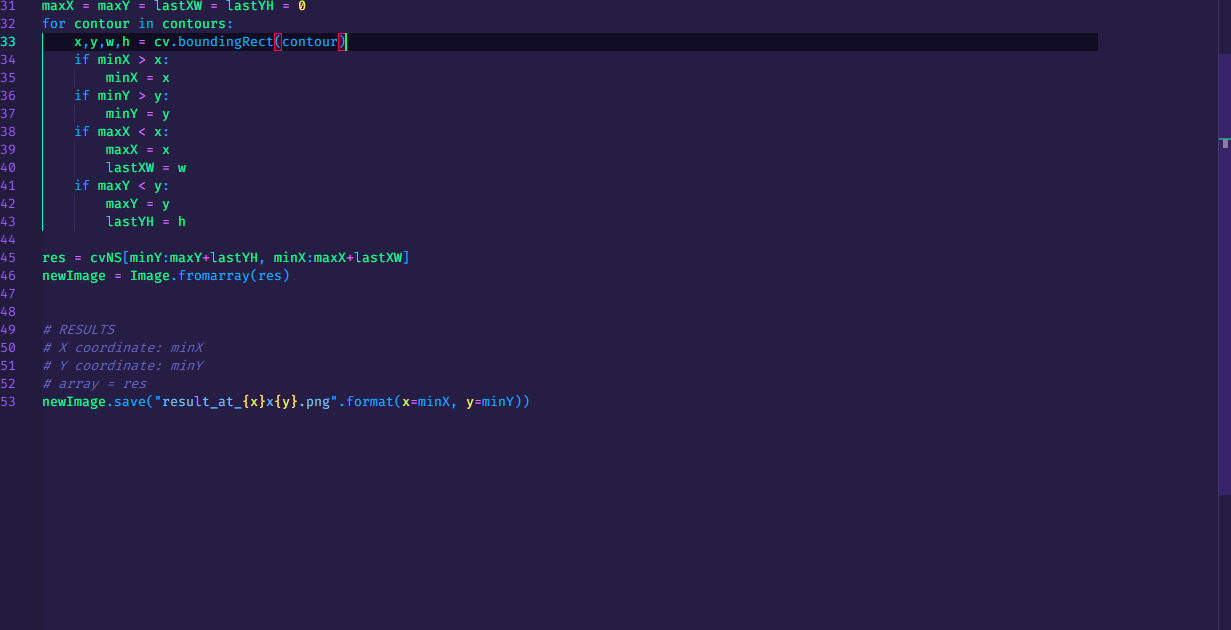 31 maxX = maxY = lastXW = lastYH = 0
32 for contour in contours:
33     x,y,w,h = cv.boundingRect(contour)
34     if minX > x:
35         minX = x
36     if minY > y:
37         minY = y
38     if maxX < x:
39         maxX = x
40         lastXW = w
41     if maxY < y:
42         maxY = y
43         lastYH = h
44
45 res = cvNS[minY:maxY+lastYH, minX:maxX+lastXW]
46 newImage = Image.fromarray(res)
47
48
49 # RESULTS
50 # X coordinate: minX
51 # Y coordinate: minY
52 # array = res
53 newImage.save("result_at_{x}x{y}.png".format(x=minX, y=minY))